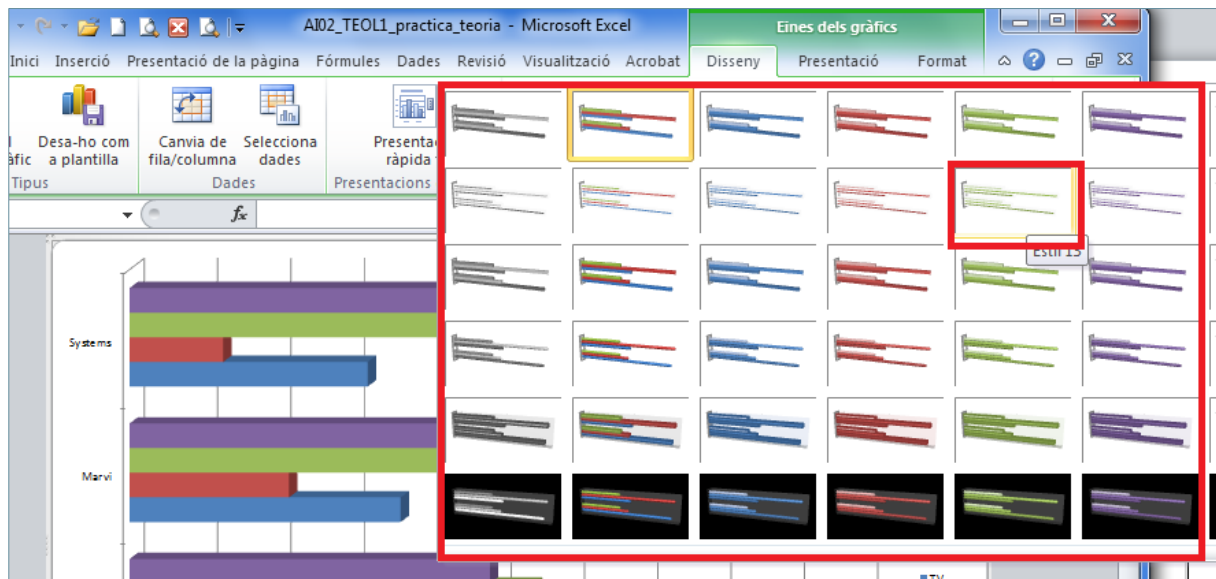 AI02_TEOL1_practica_teoria - Microsoft Excel
Eines dels gràfics
Inici Inserció Presentació de la pàgina Fórmules Dades Revisió Visualització Acrobat Disseny Presentació Format
Desa-ho com a plantilla
Canvia de fila/columna
Selecciona dades
ràpida
Tipus
Dades
Presentacions
fx
Estil 15
Systems
Marvi
TV